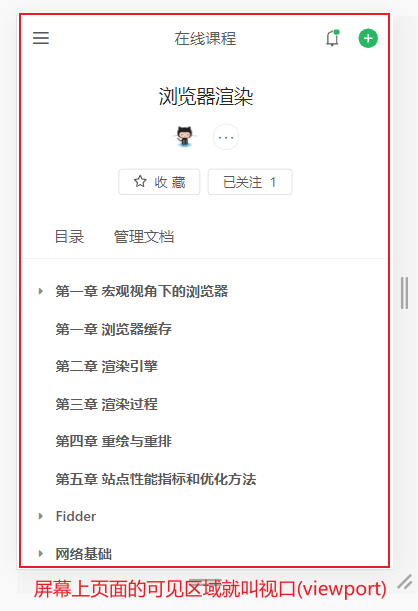 在线课程
浏览器渲染
收 藏 已关注 1
目录 管理文档
第一章 宏观视角下的浏览器
第一章 浏览器缓存
第二章 渲染引擎
第三章 渲染过程
第四章 重绘与重排
第五章 站点性能指标和优化方法
Fidder
网络基础
屏幕上页面的可见区域就叫视口(viewport)